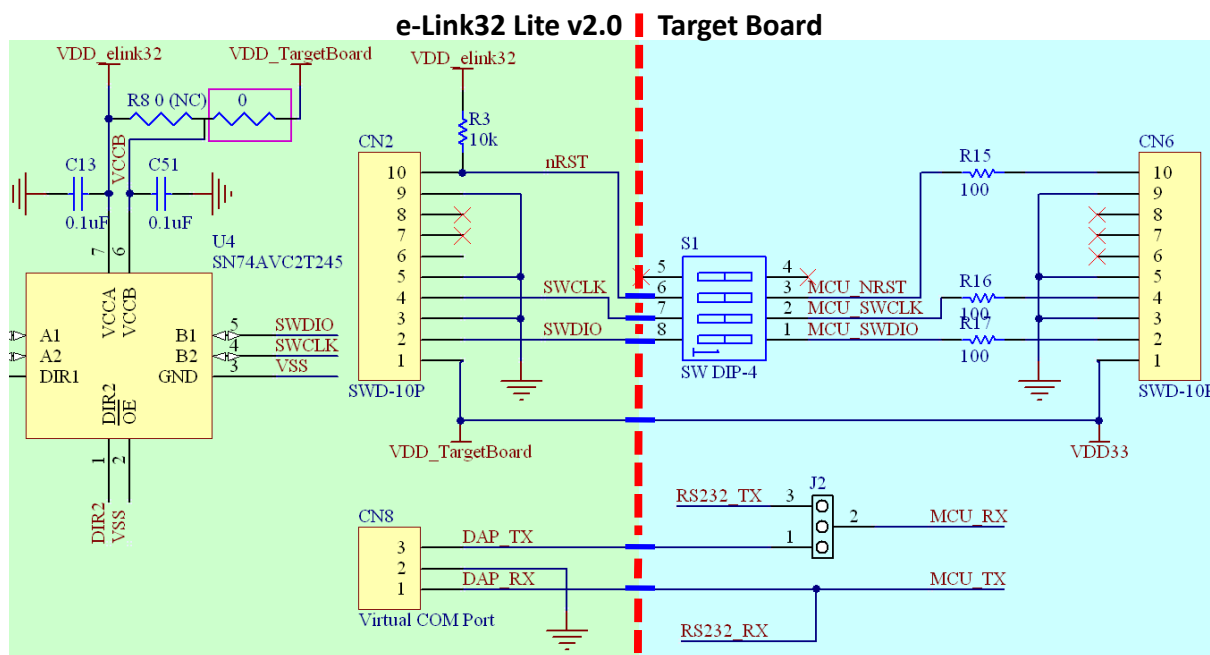 e-Link32 Lite v2.0 Target Board
VDD_elink32
VDD_TargetBoard
R8 0 (NC)
0
VCCB
C13
0.1uF
C51
0.1uF
7
6
U4
SN74AVC2T245
VCCA
VCCB
A1
A2
DIR1
B1
B2
GND
DIR2
OE
5
4
3
SWDIO
SWCLK
VSS
1
2
DIR2
VSS
VDD_elink32
R3
10k
CN2
10
9
8
7
6
5
4
3
2
1
SWD-10P
nRST
SWCLK
SWDIO
VDD_TargetBoard
S1
5
6
7
8
4
3
2
1
1
SW DIP-4
MCU_NRST
MCU_SWCLK
MCU_SWDIO
R15
100
R16
100
R17
100
CN6
10
9
8
7
6
5
4
3
2
1
SWD-10P
VDD33
CN8
3
2
1
Virtual COM Port
DAP_TX
DAP_RX
RS232_TX
J2
3
2
1
MCU_RX
MCU_TX
RS232_RX